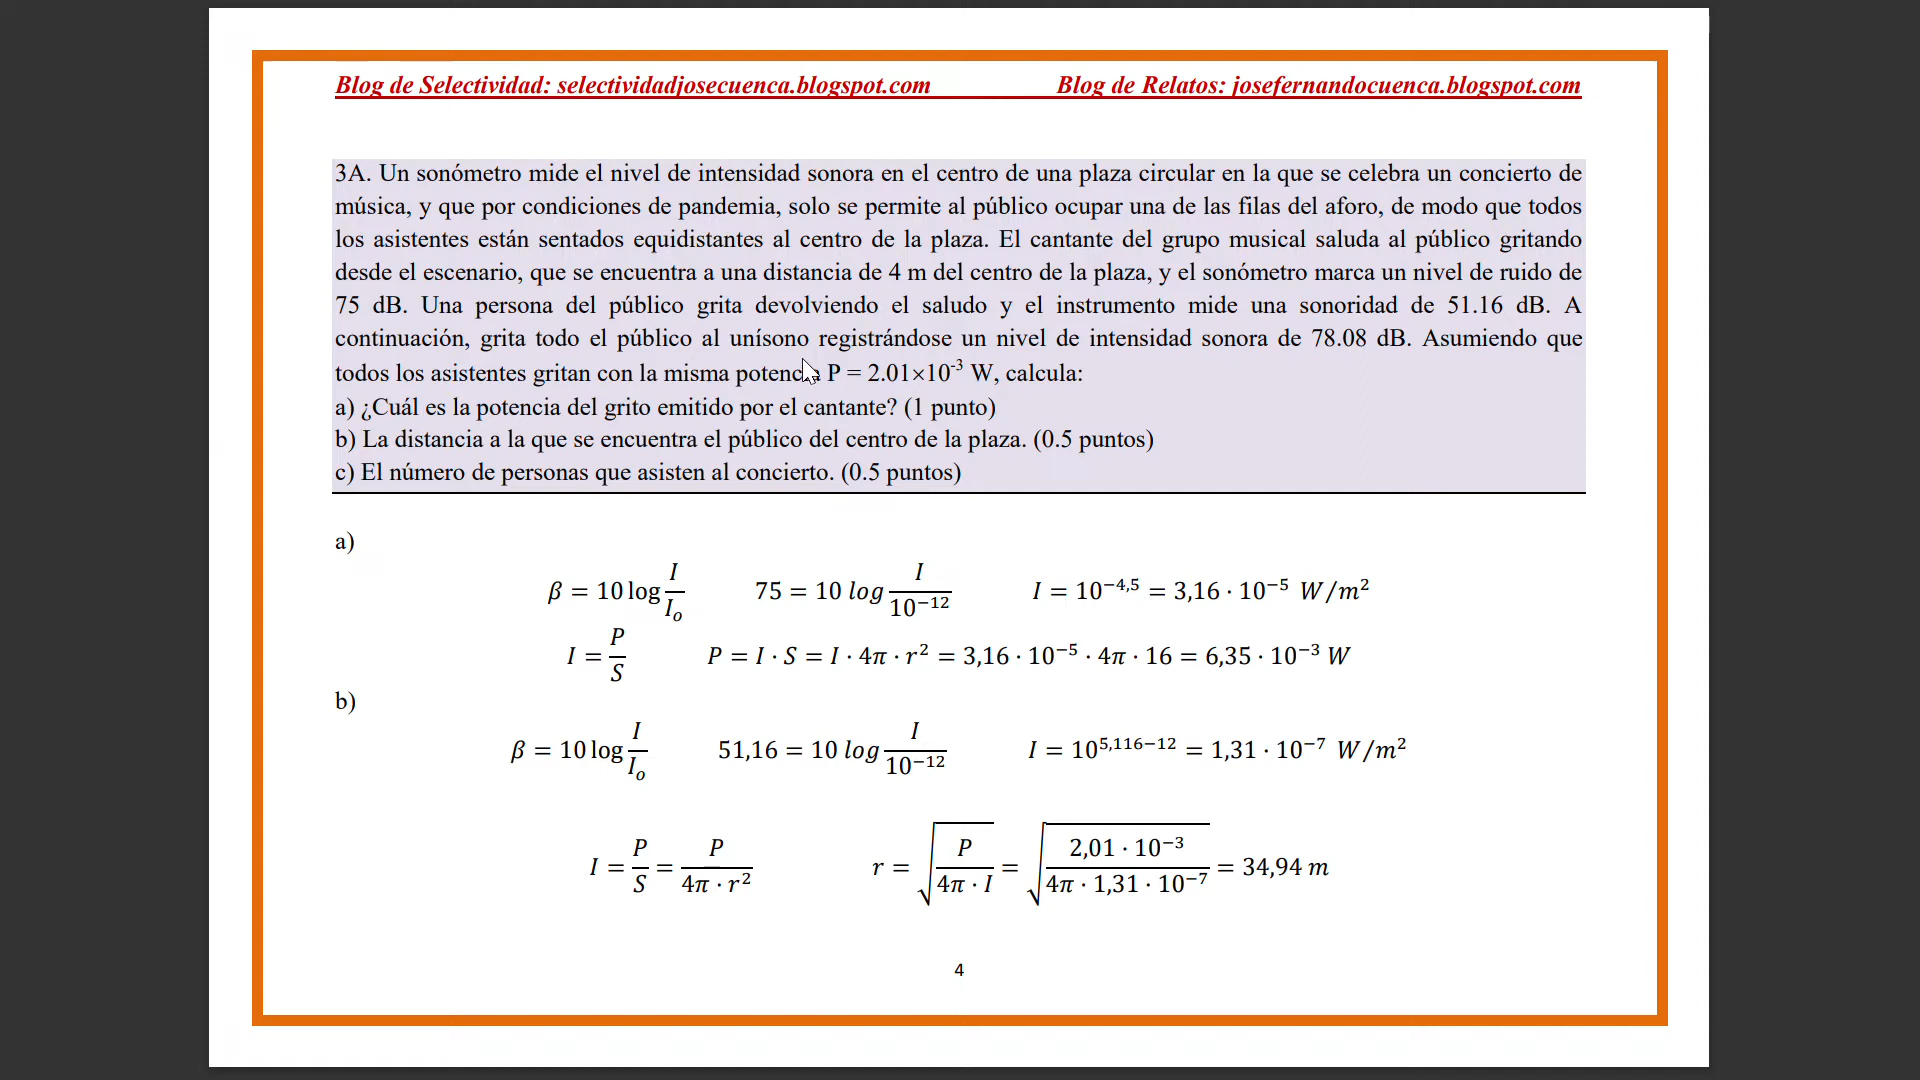 Blog de Selectividad: selectividadjosecuenca.blogspot.com Blog de Relatos: josefernandocuenca.blogspot.com
3A. Un sonómetro mide el nivel de intensidad sonora en el centro de una plaza circular en la que se celebra un concierto de
música, y que por condiciones de pandemia, solo se permite al público ocupar una de las filas del aforo, de modo que todos
los asistentes están sentados equidistantes al centro de la plaza. El cantante del grupo musical saluda al público gritando
desde el escenario, que se encuentra a una distancia de 4 m del centro de la plaza, y el sonómetro marca un nivel de ruido de
75 dB. Una persona del público grita devolviendo el saludo y el instrumento mide una sonoridad de 51.16 dB. A
continuación, grita todo el público al unísono registrándose un nivel de intensidad sonora de 78.08 dB. Asumiendo que
todos los asistentes gritan con la misma potencia P = 2.01×10⁻³ W, calcula:
a) ¿Cuál es la potencia del grito emitido por el cantante? (1 punto)
b) La distancia a la que se encuentra el público del centro de la plaza. (0.5 puntos)
c) El número de personas que asisten al concierto. (0.5 puntos)
a)
β = 10 log I/I₀ 75 = 10 log I/10⁻¹² I = 10⁻⁴,⁵ = 3,16 · 10⁻⁵ W/m²
I = P/S P = I · S = I · 4π · r² = 3,16 · 10⁻⁵ · 4π · 16 = 6,35 · 10⁻³ W
b)
β = 10 log I/I₀ 51,16 = 10 log I/10⁻¹² I = 10⁵,¹¹⁶⁻¹² = 1,31 · 10⁻⁷ W/m²
I = P/S = P/(4π · r²) r = √(P/(4π · I)) = √((2,01 · 10⁻³)/(4π · 1,31 · 10⁻⁷)) = 34,94 m
4